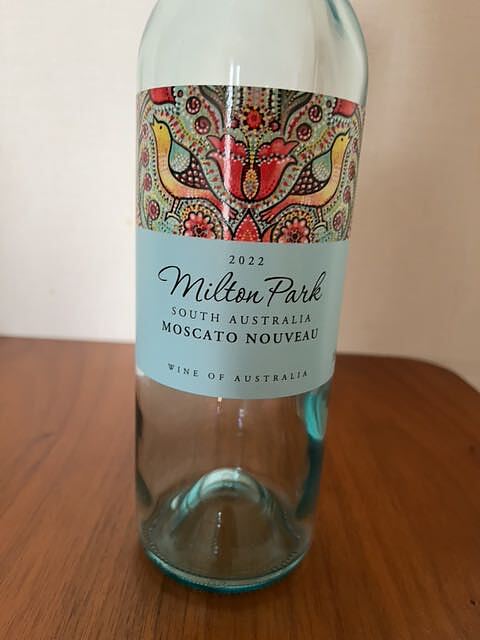 2022
Milton Park
SOUTH AUSTRALIA
MOSCATO NOUVEAU
WINE OF AUSTRALIA